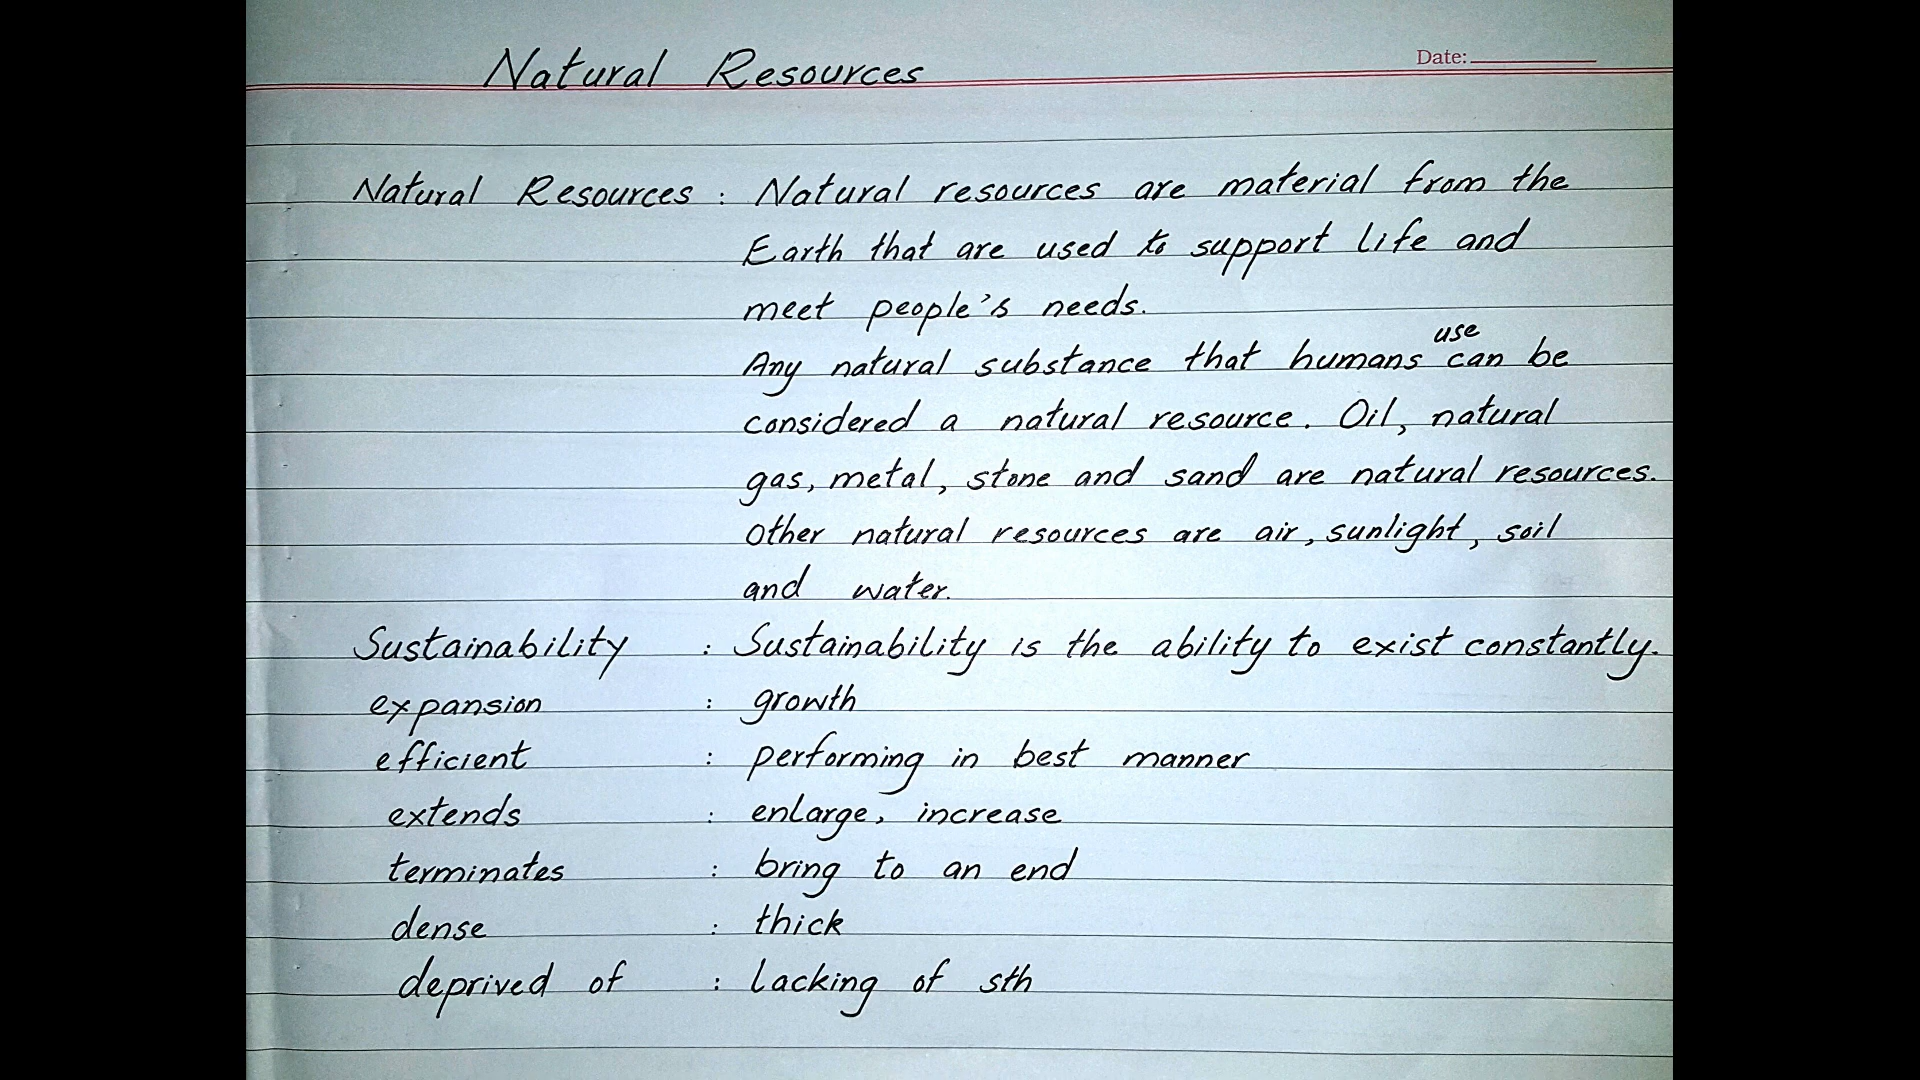 Natural Resources
Date:
Natural Resources : Natural resources are material from the
Earth that are used to support life and
meet people's needs.
use
Any natural substance that humans can be
considered a natural resource. Oil, natural
gas, metal, stone and sand are natural resources.
Other natural resources are air, sunlight, soil
and water.
Sustainability : Sustainability is the ability to exist constantly.
expansion : growth
efficient : performing in best manner
extends : enlarge, increase
terminates : bring to an end
dense : thick
deprived of : lacking of sth